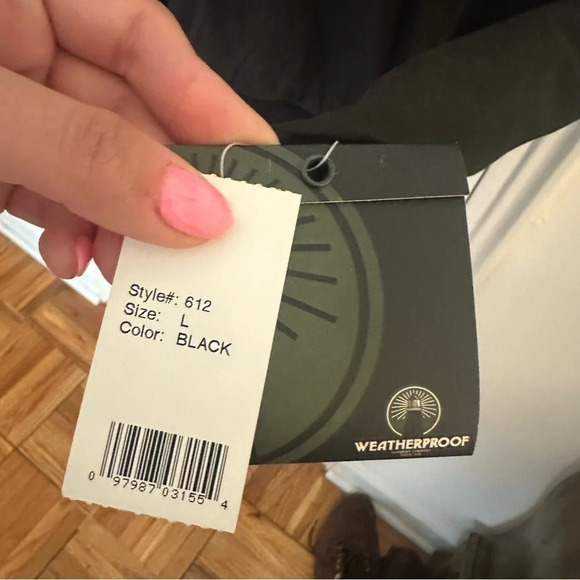 Style#: 612
Size: L
Color: BLACK
0 97987 03155 4
WEATHERPROOF